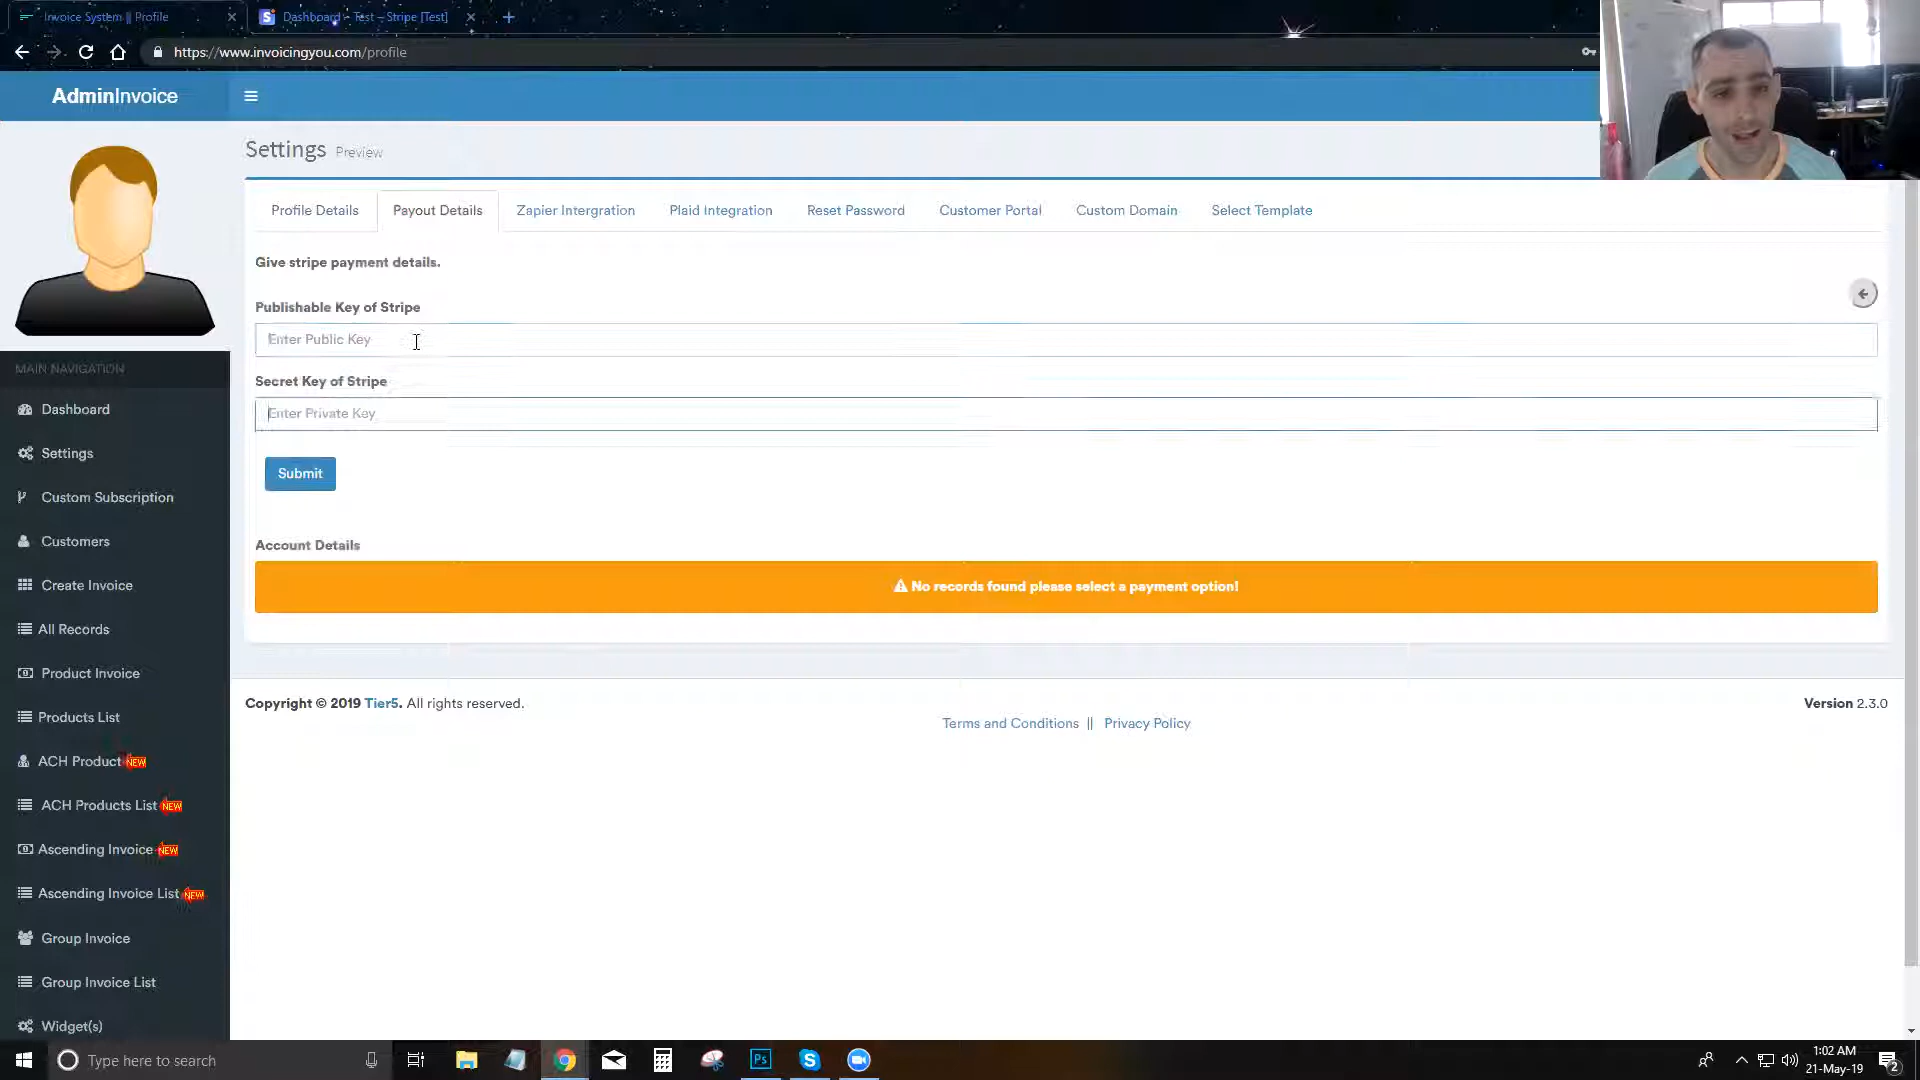 Invoice System || Profile
Dashboard – Test – Stripe [Test]
https://www.invoicingyou.com/profile
AdminInvoice
Settings Preview
Profile Details
Payout Details
Zapier Intergration
Plaid Integration
Reset Password
Customer Portal
Custom Domain
Select Template
Give stripe payment details.
Publishable Key of Stripe
Enter Public Key
Secret Key of Stripe
Enter Private Key
Submit
Account Details
No records found please select a payment option!
MAIN NAVIGATION
Dashboard
Settings
Custom Subscription
Customers
Create Invoice
All Records
Product Invoice
Products List
ACH Product NEW
ACH Products List NEW
Ascending Invoice NEW
Ascending Invoice List NEW
Group Invoice
Group Invoice List
Widget(s)
Copyright © 2019 Tier5. All rights reserved.
Version 2.3.0
Terms and Conditions || Privacy Policy
Type here to search
Ps
S
1:02 AM
21-May-19
2